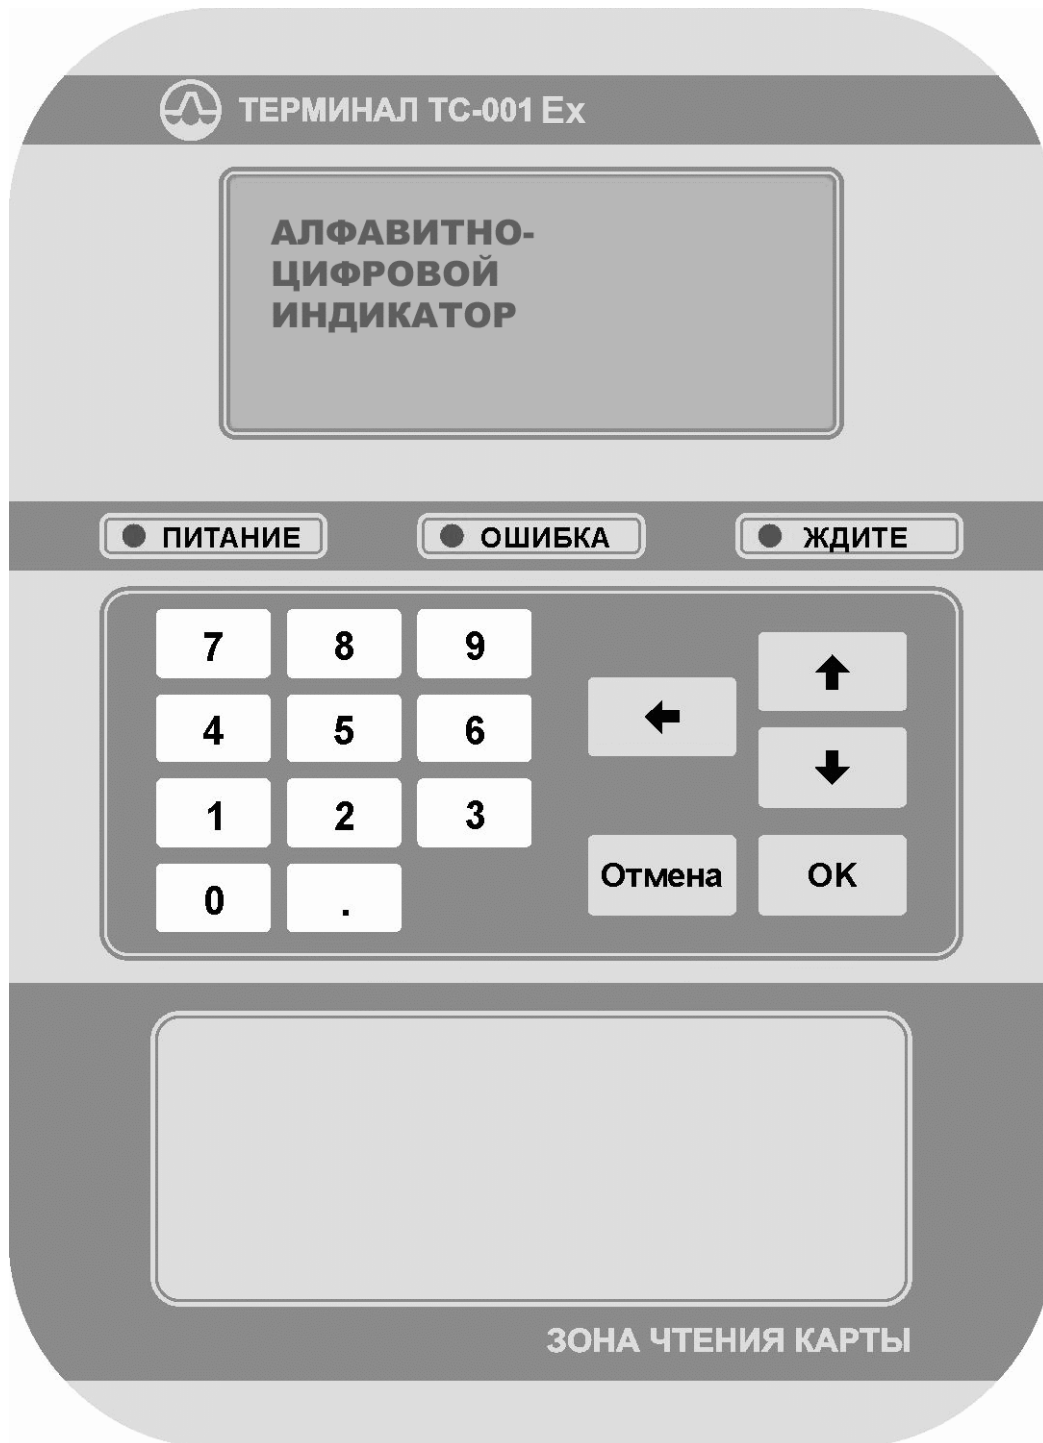 ТЕРМИНАЛ ТС-001 Ex
АЛФАВИТНО-
ЦИФРОВОЙ
ИНДИКАТОР
ПИТАНИЕ ОШИБКА ЖДИТЕ
7 8 9
4 5 6
1 2 3
Отмена OK
0 .
ЗОНА ЧТЕНИЯ КАРТЫ